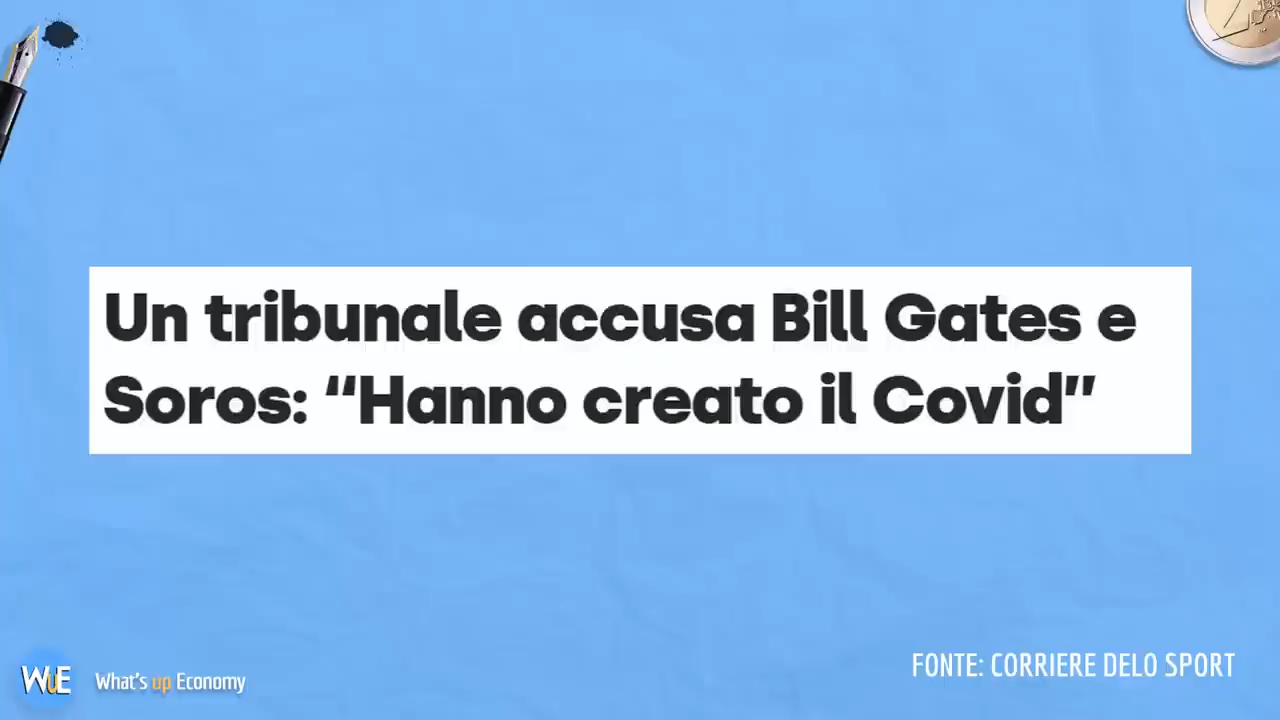 Un tribunale accusa Bill Gates e
Soros: “Hanno creato il Covid”
FONTE: CORRIERE DELO SPORT
WuE
What's up Economy